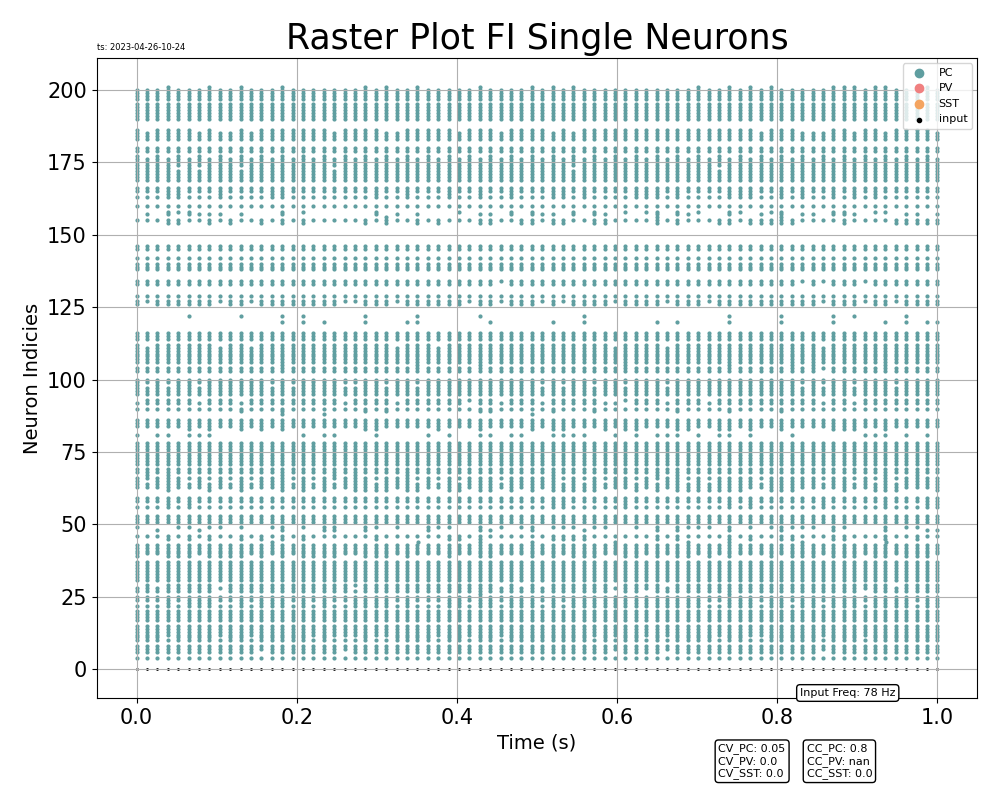 Raster Plot FI Single Neurons
ts: 2023-04-26-10-24
PC
PV
SST
input
200
175
150
125
100
75
50
25
0
Neuron Indicies
Input Freq: 78 Hz
0.0 0.2 0.4 0.6 0.8 1.0
Time (s)
CV_PC: 0.05
CV_PV: 0.0
CV_SST: 0.0
CC_PC: 0.8
CC_PV: nan
CC_SST: 0.0